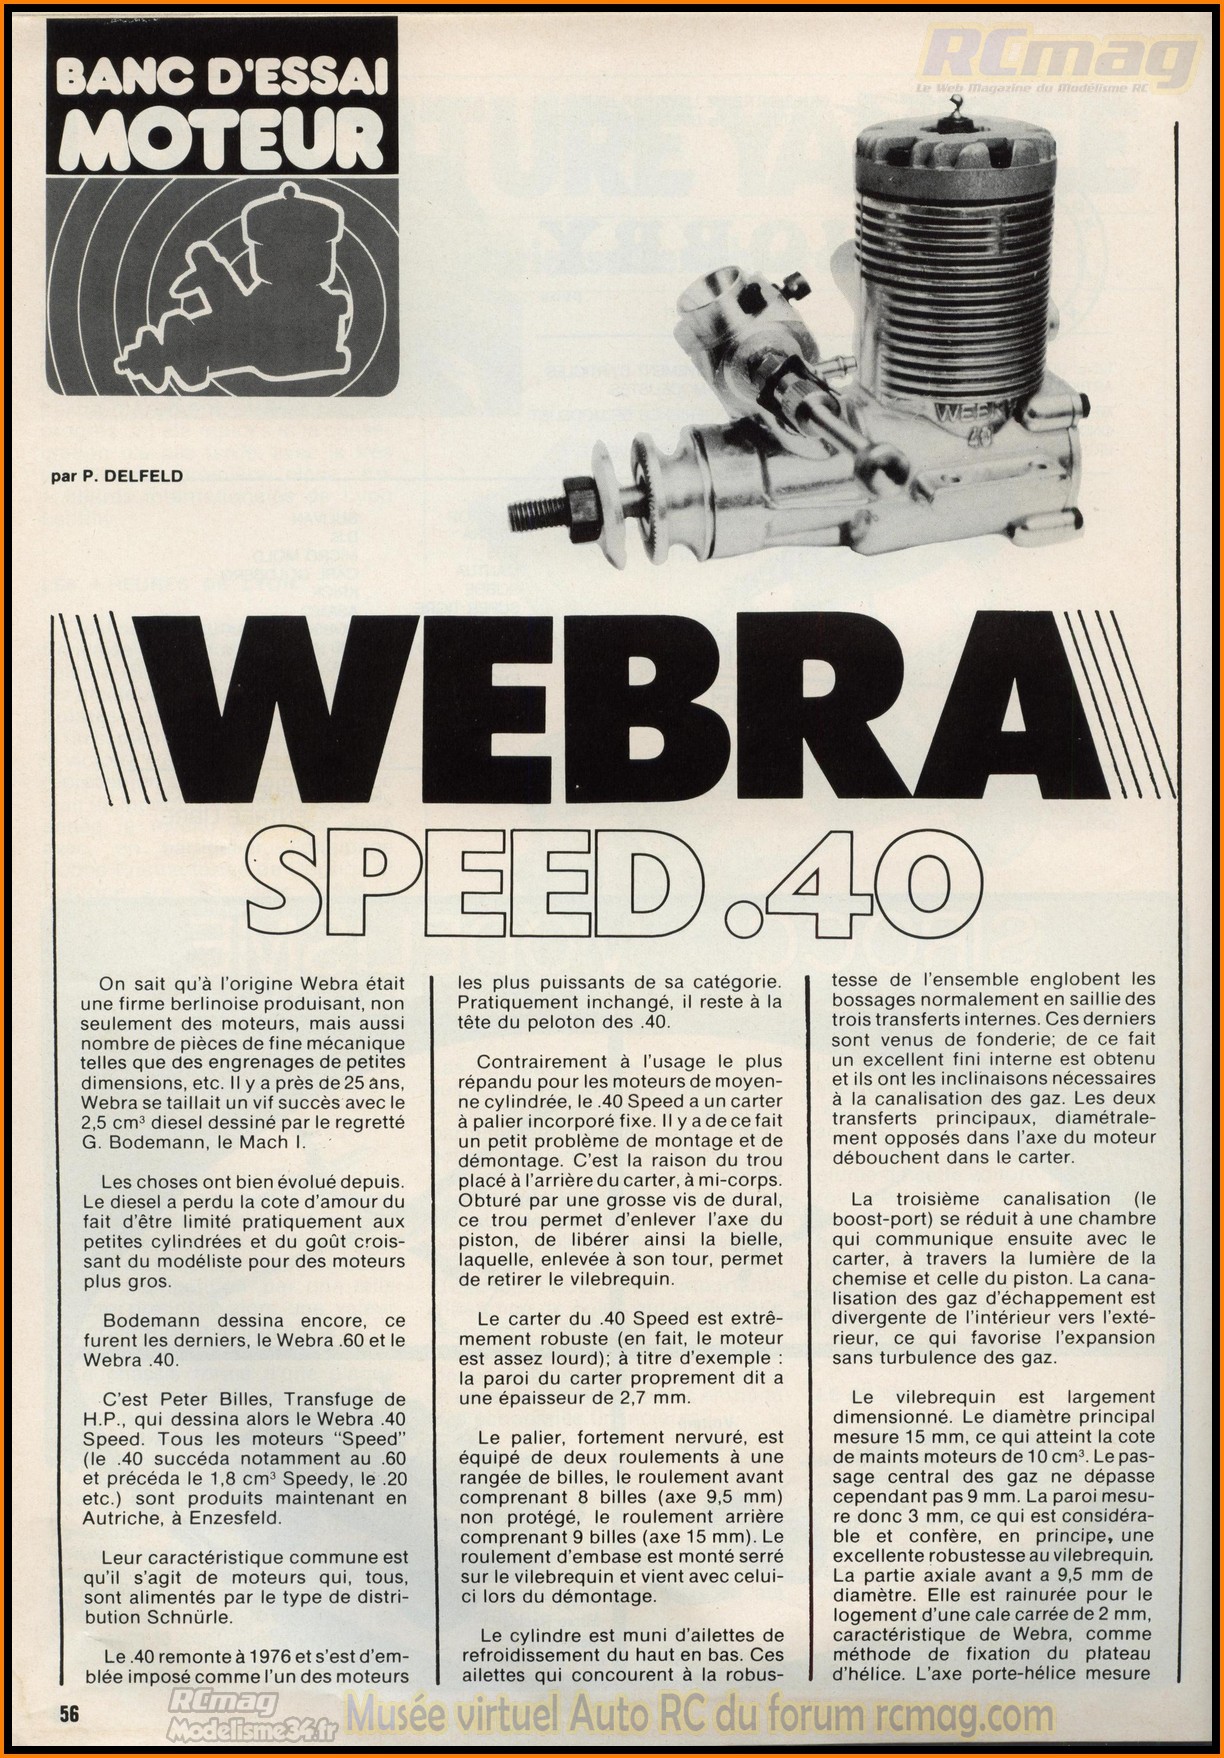 BANC D'ESSAI
MOTEUR
RCmag
Le Web Magazine du Modélisme RC
WEBRA
40
par P. DELFELD
WEBRA
SPEED .40
On sait qu'à l'origine Webra était
une firme berlinoise produisant, non
seulement des moteurs, mais aussi
nombre de pièces de fine mécanique
telles que des engrenages de petites
dimensions, etc. Il y a près de 25 ans,
Webra se taillait un vif succès avec le
2,5 cm³ diesel dessiné par le regretté
G. Bodemann, le Mach I.
Les choses ont bien évolué depuis.
Le diesel a perdu la cote d'amour du
fait d'être limité pratiquement aux
petites cylindrées et du goût crois-
sant du modéliste pour des moteurs
plus gros.
Bodemann dessina encore, ce
furent les derniers, le Webra .60 et le
Webra .40.
C'est Peter Billes, Transfuge de
H.P., qui dessina alors le Webra .40
Speed. Tous les moteurs "Speed"
(le .40 succéda notamment au .60
et précéda le 1,8 cm³ Speedy, le .20
etc.) sont produits maintenant en
Autriche, à Enzesfeld.
Leur caractéristique commune est
qu'il s'agit de moteurs qui, tous,
sont alimentés par le type de distri-
bution Schnürle.
Le .40 remonte à 1976 et s'est d'em-
blée imposé comme l'un des moteurs
les plus puissants de sa catégorie.
Pratiquement inchangé, il reste à la
tête du peloton des .40.
Contrairement à l'usage le plus
répandu pour les moteurs de moyen-
ne cylindrée, le .40 Speed a un carter
à palier incorporé fixe. Il y a de ce fait
un petit problème de montage et de
démontage. C'est la raison du trou
placé à l'arrière du carter, à mi-corps.
Obturé par une grosse vis de dural,
ce trou permet d'enlever l'axe du
piston, de libérer ainsi la bielle,
laquelle, enlevée à son tour, permet
de retirer le vilebrequin.
Le carter du .40 Speed est extrê-
mement robuste (en fait, le moteur
est assez lourd); à titre d'exemple :
la paroi du carter proprement dit a
une épaisseur de 2,7 mm.
Le palier, fortement nervuré, est
équipé de deux roulements à une
rangée de billes, le roulement avant
comprenant 8 billes (axe 9,5 mm)
non protégé, le roulement arrière
comprenant 9 billes (axe 15 mm). Le
roulement d'embase est monté serré
sur le vilebrequin et vient avec celui-
ci lors du démontage.
Le cylindre est muni d'ailettes de
refroidissement du haut en bas. Ces
ailettes qui concourent à la robus-
tesse de l'ensemble englobent les
bossages normalement en saillie des
trois transferts internes. Ces derniers
sont venus de fonderie; de ce fait
un excellent fini interne est obtenu
et ils ont les inclinaisons nécessaires
à la canalisation des gaz. Les deux
transferts principaux, diamétrale-
ment opposés dans l'axe du moteur
débouchent dans le carter.
La troisième canalisation (le
boost-port) se réduit à une chambre
qui communique ensuite avec le
carter, à travers la lumière de la
chemise et celle du piston. La cana-
lisation des gaz d'échappement est
divergente de l'intérieur vers l'exté-
rieur, ce qui favorise l'expansion
sans turbulence des gaz.
Le vilebrequin est largement
dimensionné. Le diamètre principal
mesure 15 mm, ce qui atteint la cote
de maints moteurs de 10 cm³. Le pas-
sage central des gaz ne dépasse
cependant pas 9 mm. La paroi mesu-
re donc 3 mm, ce qui est considéra-
ble et confère, en principe, une
excellente robustesse au vilebrequin.
La partie axiale avant a 9,5 mm de
diamètre. Elle est rainurée pour le
logement d'une cale carrée de 2 mm,
caractéristique de Webra, comme
méthode de fixation du plateau
d'hélice. L'axe porte-hélice mesure
56
RCmag
Modelisme34.fr
Musée virtuel Auto RC du forum rcmag.com